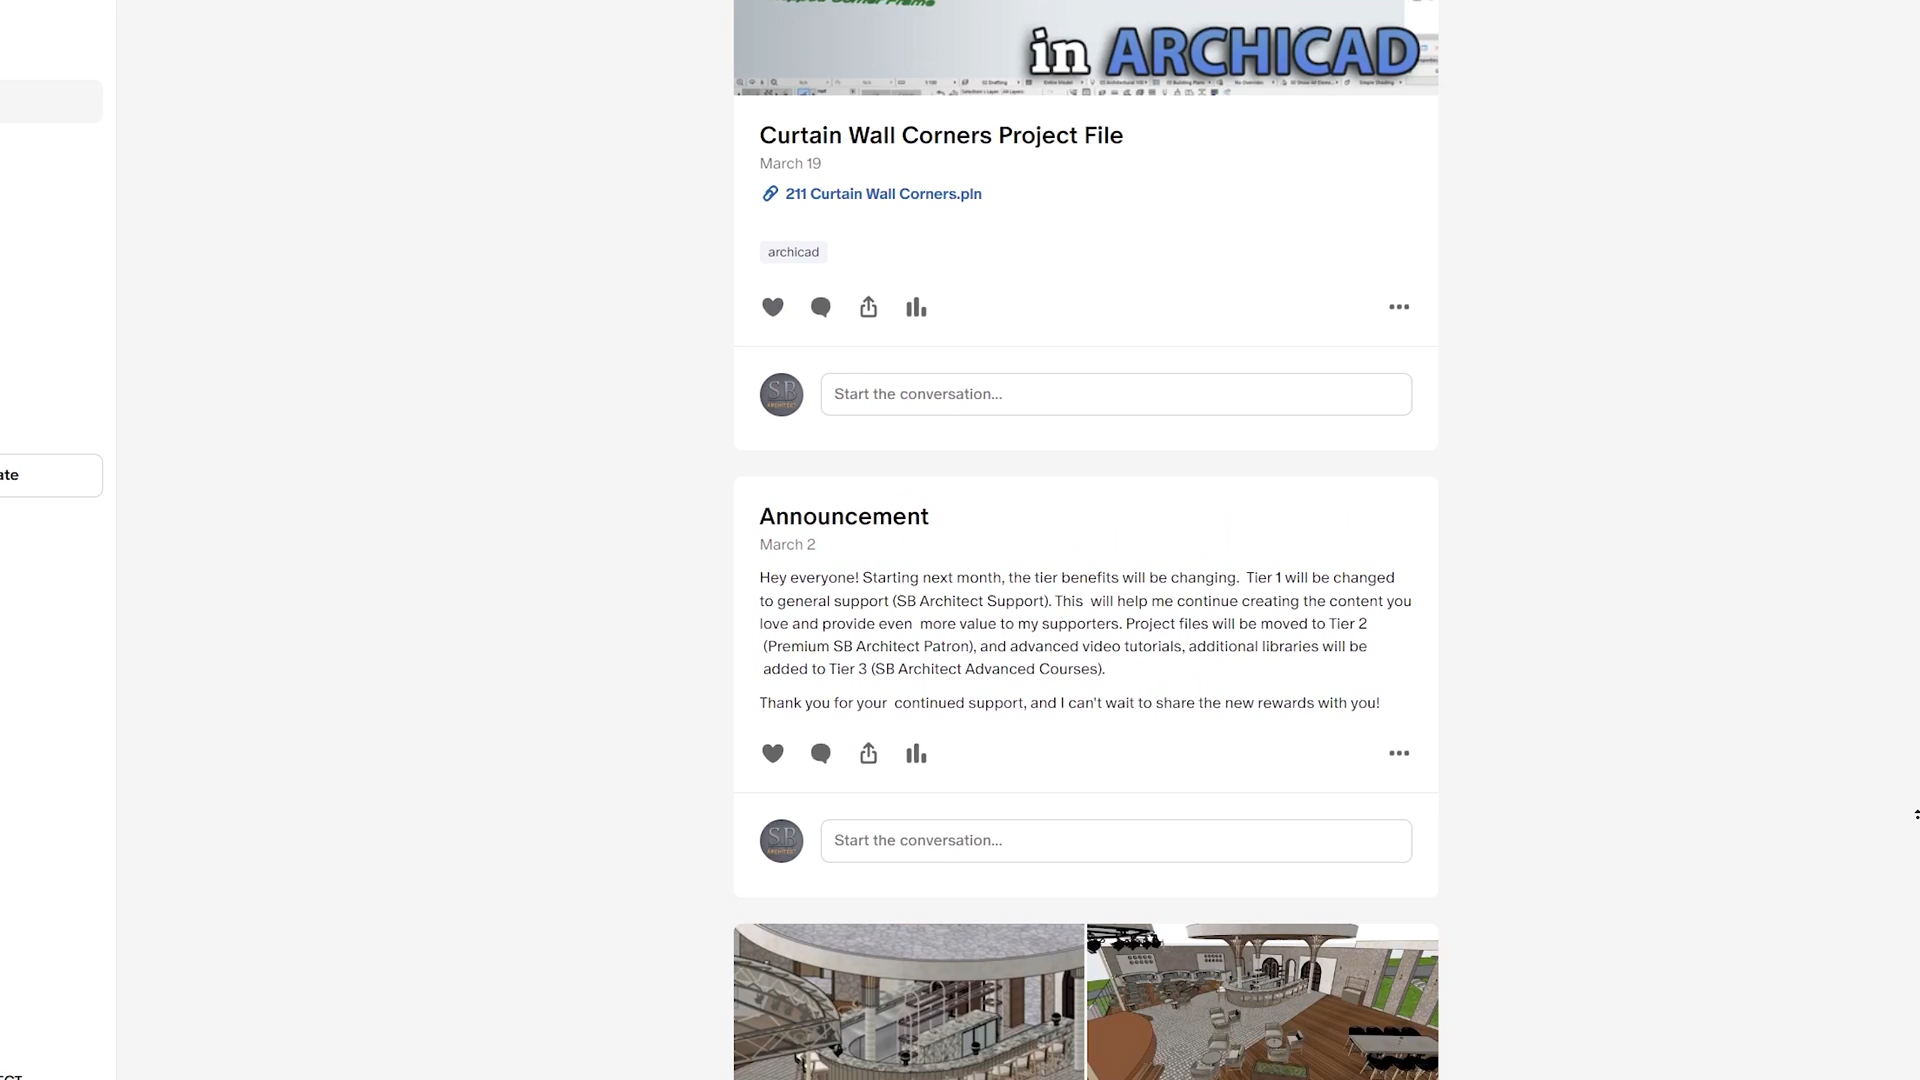 in ARCHICAD
Curtain Wall Corners Project File
March 19
211 Curtain Wall Corners.pln
archicad
Start the conversation...
ate
Announcement
March 2
Hey everyone! Starting next month, the tier benefits will be changing.  Tier 1 will be changed
to general support (SB Architect Support). This  will help me continue creating the content you
love and provide even  more value to my supporters. Project files will be moved to Tier 2
(Premium SB Architect Patron), and advanced video tutorials, additional libraries will be
added to Tier 3 (SB Architect Advanced Courses).
Thank you for your  continued support, and I can't wait to share the new rewards with you!
Start the conversation...